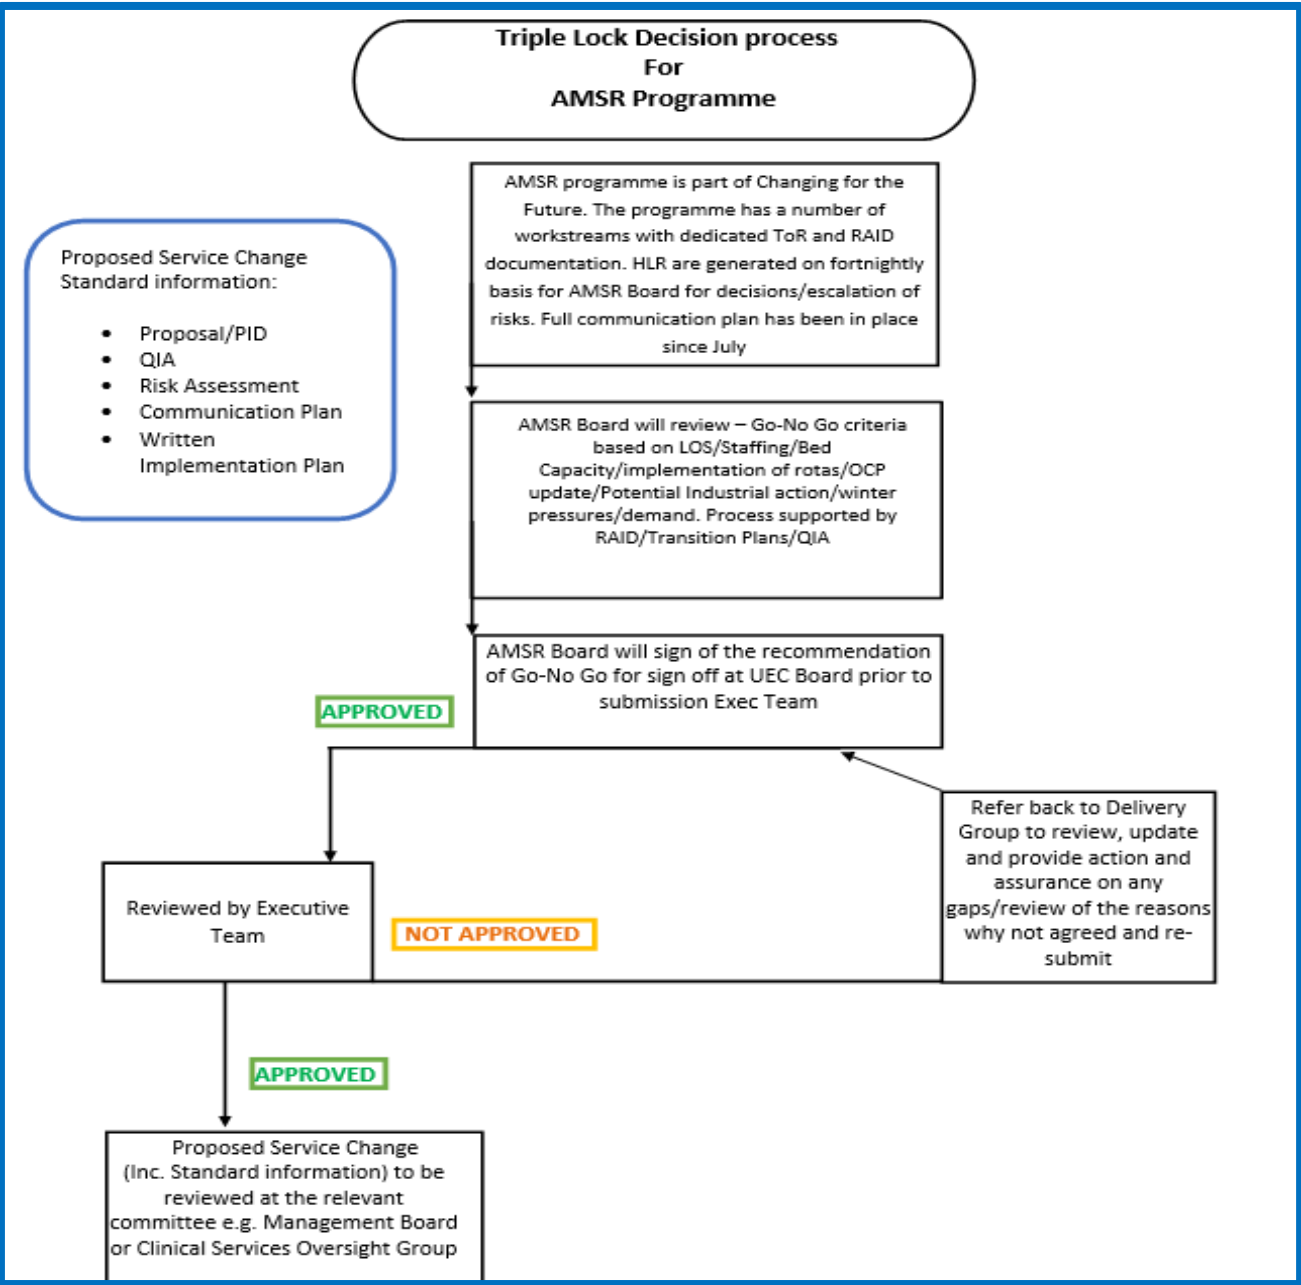 Triple Lock Decision process
For
AMSR Programme
AMSR programme is part of Changing for the
Future. The programme has a number of
workstreams with dedicated ToR and RAID
documentation. HLR are generated on fortnightly
basis for AMSR Board for decisions/escalation of
risks. Full communication plan has been in place
since July
Proposed Service Change
Standard information:
• Proposal/PID
• QIA
• Risk Assessment
• Communication Plan
• Written
Implementation Plan
AMSR Board will review – Go-No Go criteria
based on LOS/Staffing/Bed
Capacity/implementation of rotas/OCP
update/Potential Industrial action/winter
pressures/demand. Process supported by
RAID/Transition Plans/QIA
AMSR Board will sign of the recommendation
of Go-No Go for sign off at UEC Board prior to
submission Exec Team
APPROVED
Refer back to Delivery
Group to review, update
and provide action and
assurance on any
gaps/review of the reasons
why not agreed and re-
submit
Reviewed by Executive
Team
NOT APPROVED
APPROVED
Proposed Service Change
(Inc. Standard information) to be
reviewed at the relevant
committee e.g. Management Board
or Clinical Services Oversight Group